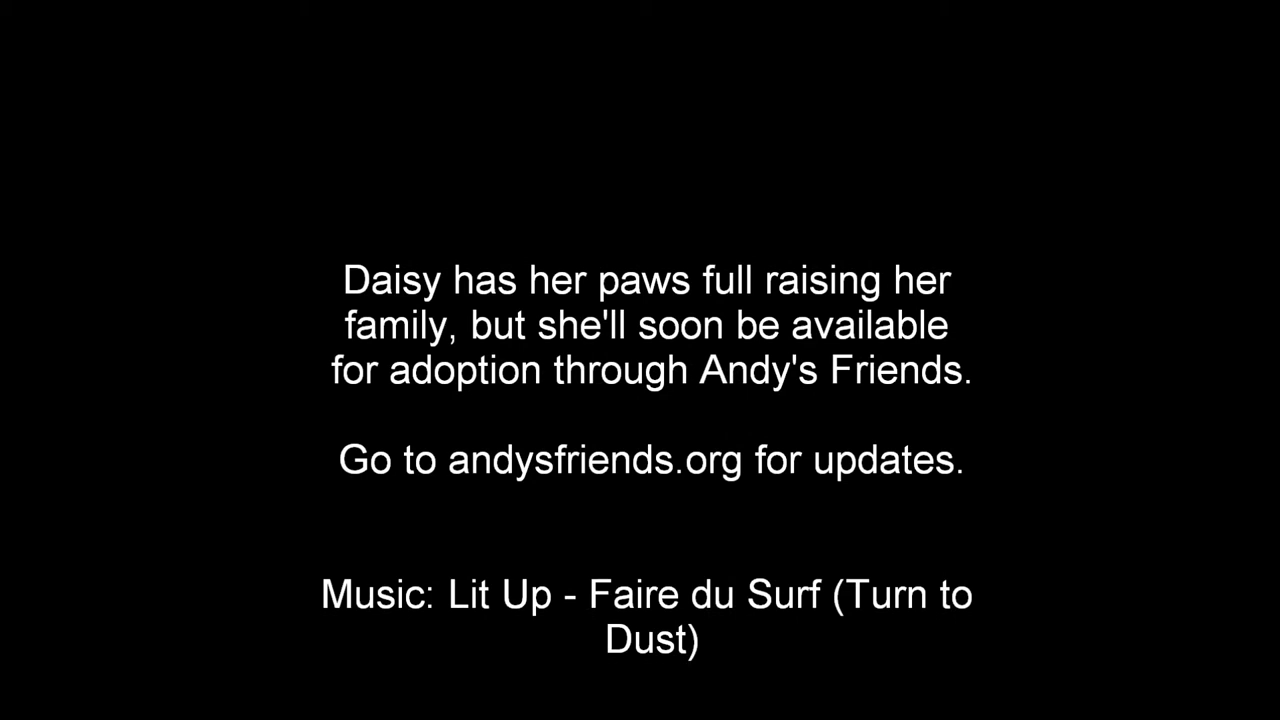 Daisy has her paws full raising her
family, but she'll soon be available
for adoption through Andy's Friends.
Go to andysfriends.org for updates.
Music: Lit Up - Faire du Surf (Turn to
Dust)